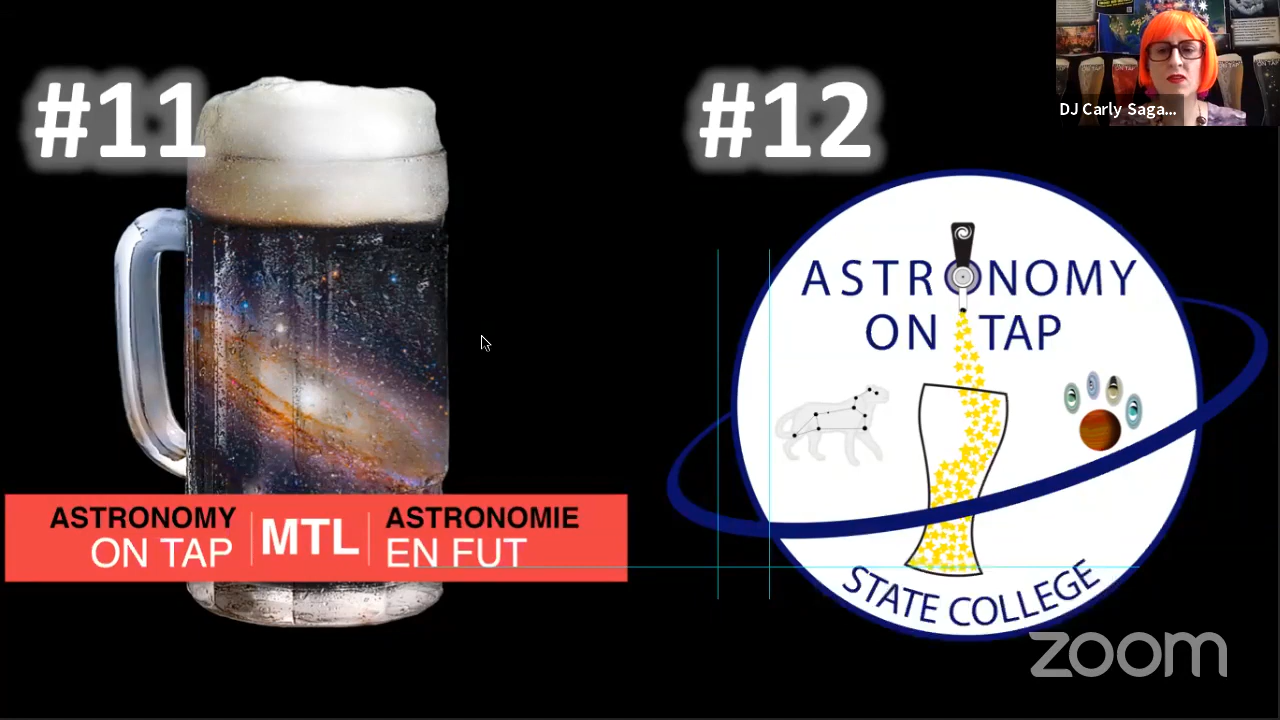 #11
#12
DJ Carly Saga...
ASTRONOMY
ON TAP
MTL
ASTRONOMIE
EN FUT
ASTRONOMY
ON TAP
STATE COLLEGE
zoom